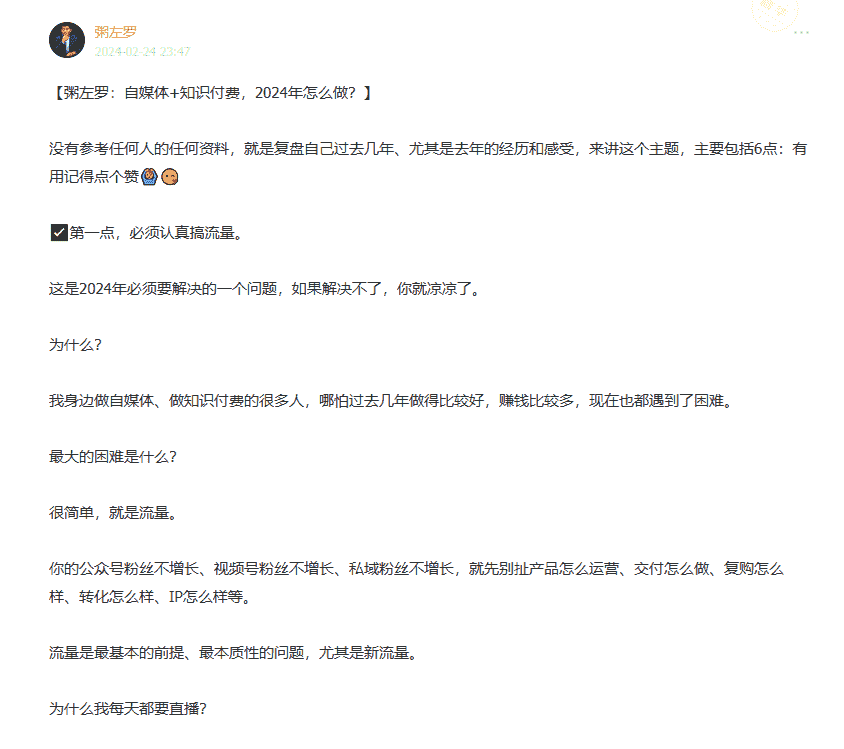 粥左罗
2024-02-24 23:47
【粥左罗：自媒体+知识付费，2024年怎么做？】
没有参考任何人的任何资料，就是复盘自己过去几年、尤其是去年的经历和感受，来讲这个主题，主要包括6点：有
用记得点个赞
第一点，必须认真搞流量。
这是2024年必须要解决的一个问题，如果解决不了，你就凉凉了。
为什么？
我身边做自媒体、做知识付费的很多人，哪怕过去几年做得比较好，赚钱比较多，现在也都遇到了困难。
最大的困难是什么？
很简单，就是流量。
你的公众号粉丝不增长、视频号粉丝不增长、私域粉丝不增长，就先别扯产品怎么运营、交付怎么做、复购怎么
样、转化怎么样、IP怎么样等。
流量是最基本的前提、最本质性的问题，尤其是新流量。
为什么我每天都要直播？